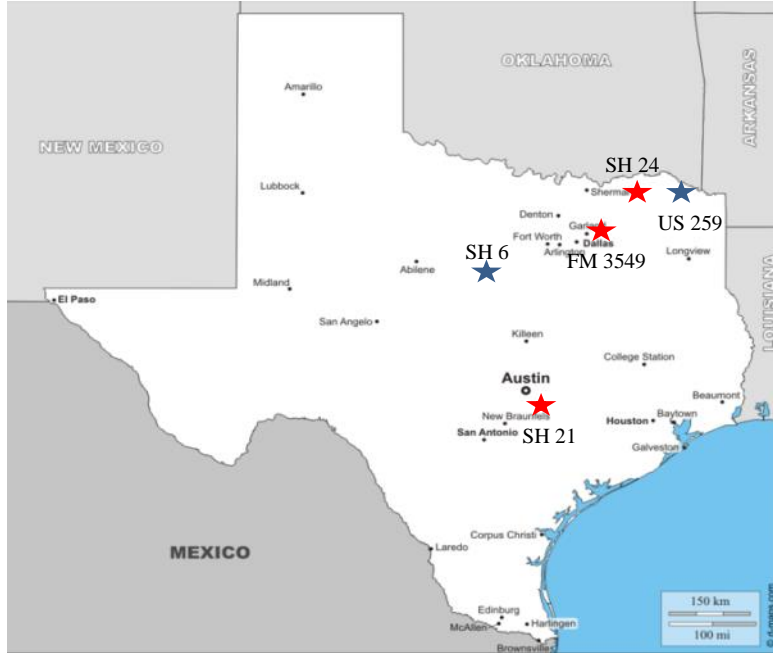 OKLAHOMA
ARKANSAS
Amarillo
NEW MEXICO
SH 24
Lubbock
Sherman
US 259
Denton
Garland
Fort Worth
Dallas
Arlington
SH 6
FM 3549
Longview
Abilene
LOUISIANA
Midland
El Paso
San Angelo
Killeen
College Station
Austin
Beaumont
New Braunfels
Houston
Baytown
San Antonio
SH 21
Galveston
Corpus Christi
MEXICO
Laredo
150 km
100 mi
Edinburg
McAllen
Harlingen
Brownsville
© d-maps.com